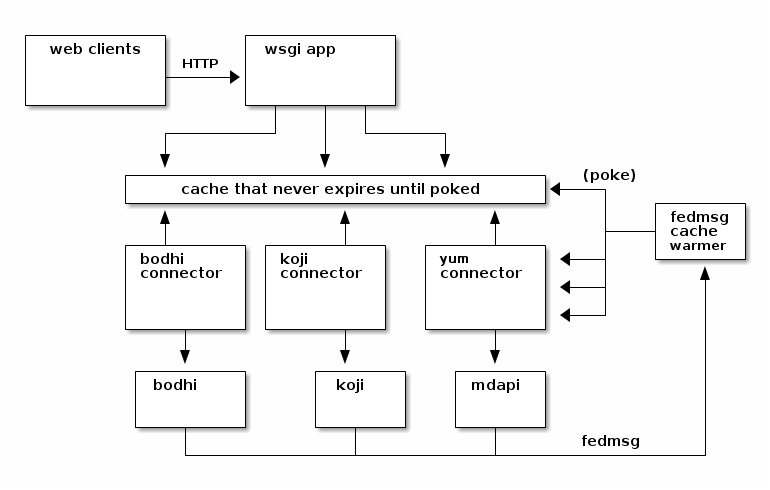 web clients
HTTP
wsgi app
cache that never expires until poked
(poke)
fedmsg
cache
warmer
bodhi
connector
koji
connector
yum
connector
bodhi
koji
mdapi
fedmsg